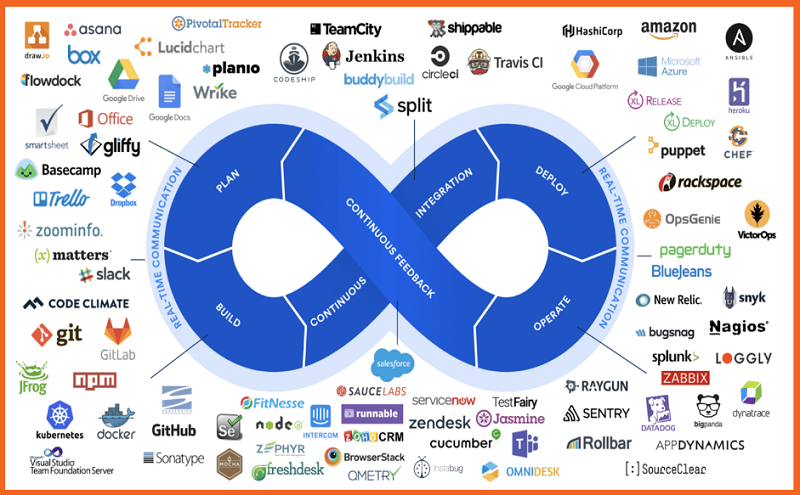 draw.io
asana
PivotalTracker
TeamCity
shippable
HashiCorp
amazon
ANSIBLE
box
Lucidchart
Jenkins
circleci
Travis CI
Google Cloud Platform
Microsoft
Azure
flowdock
Google Drive
planio
CODESHIP
buddybuild
heroku
Google Docs
Wrike
split
XL RELEASE
XL DEPLOY
smartsheet
Office
gliffy
puppet
CHEF
Basecamp
Trello
Dropbox
rackspace
zoominfo.
OpsGenie
VictorOps
(x) matters
slack
pagerduty
BlueJeans
REAL-TIME COMMUNICATION
PLAN
BUILD
CONTINUOUS
INTEGRATION
CONTINUOUS FEEDBACK
DEPLOY
OPERATE
REAL-TIME COMMUNICATION
CODE CLIMATE
New Relic.
snyk
git
GitLab
bugsnag
Nagios
splunk>
LOGGLY
JFrog
npm
salesforce
ZABBIX
SAUCELABS
servicenow
TestFairy
RAYGUN
dynatrace
FitNesse
runnable
zendesk
Jasmine
SENTRY
DATADOG
bigpanda
kubernetes
docker
GitHub
Se
node
INTERCOM
ZOHO CRM
cucumber
Rollbar
APPDYNAMICS
Visual Studio
Team Foundation Server
Sonatype
MOCHA
ZEPHYR
freshdesk
BrowserStack
QMETRY
instabug
OMNIDESK
[:] SourceClear